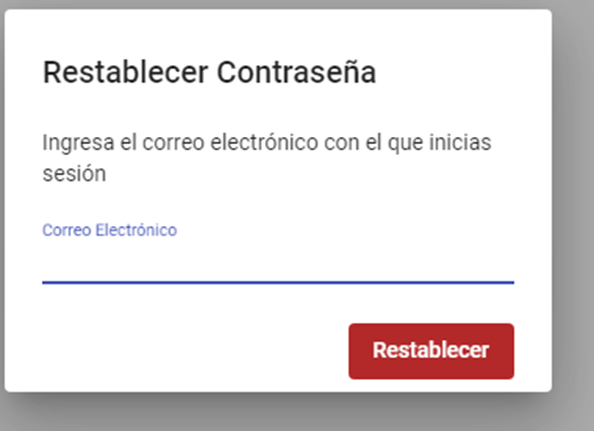 Restablecer Contraseña
Ingresa el correo electrónico con el que inicias
sesión
Correo Electrónico
Restablecer